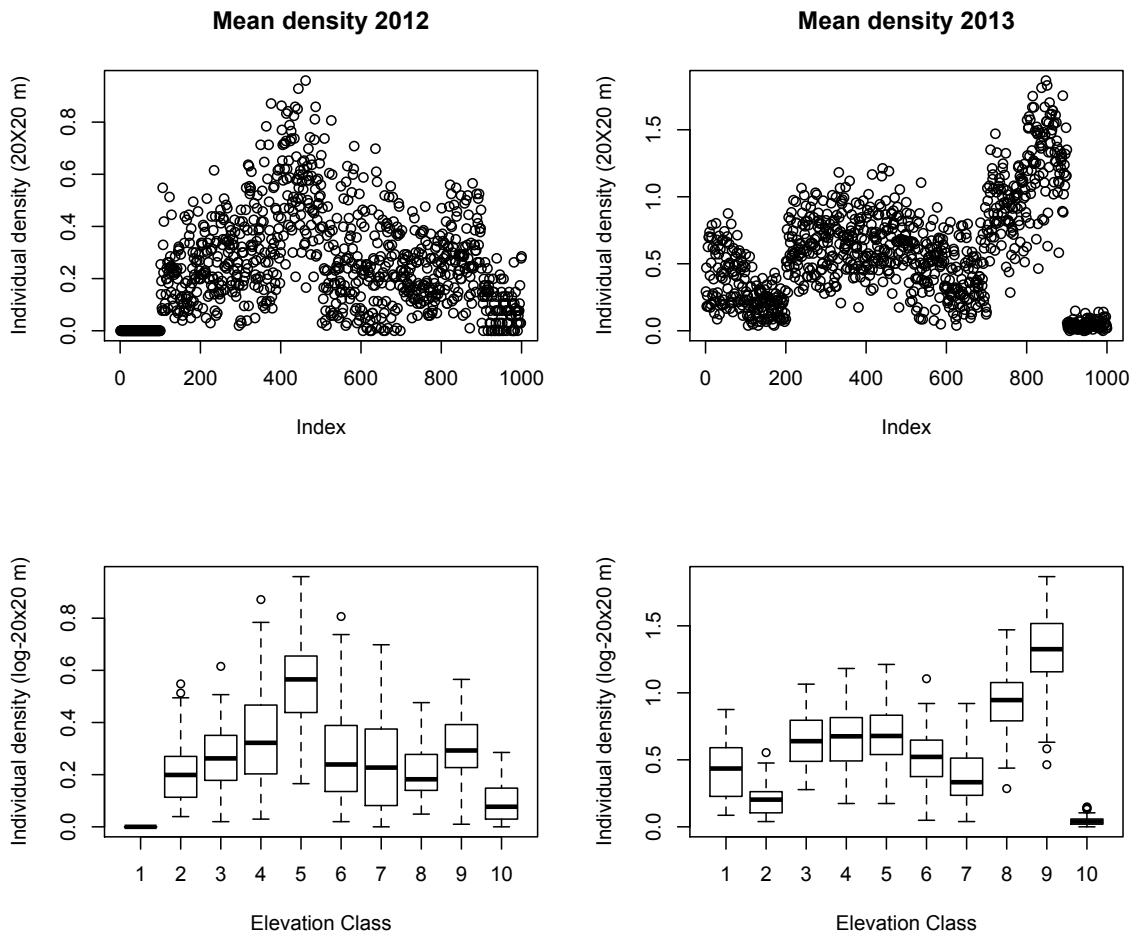 Mean density 2012
Individual density (20X20 m)
0.0 0.2 0.4 0.6 0.8
0 200 400 600 800 1000
Index
Mean density 2013
Individual density (20X20 m)
0.0 0.5 1.0 1.5
0 200 400 600 800 1000
Index
Individual density (log-20x20 m)
0.0 0.2 0.4 0.6 0.8
1 2 3 4 5 6 7 8 9 10
Elevation Class
Individual density (log-20x20 m)
0.0 0.5 1.0 1.5
1 2 3 4 5 6 7 8 9 10
Elevation Class